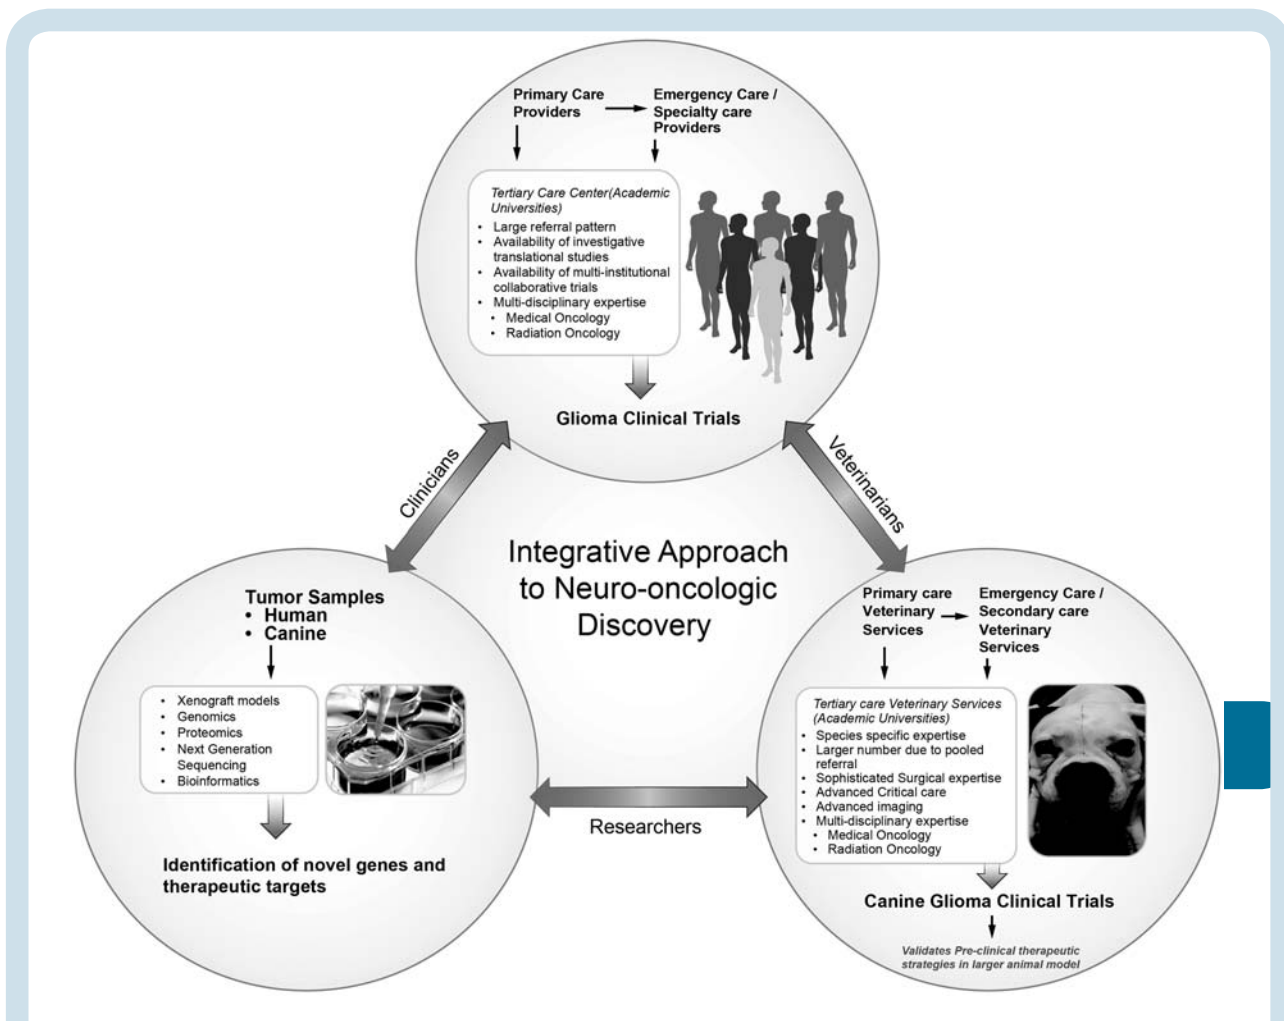 Primary Care
Providers
Emergency Care /
Specialty care
Providers
Tertiary Care Center(Academic
Universities)
• Large referral pattern
• Availability of investigative
translational studies
• Availability of multi-institutional
collaborative trials
• Multi-disciplinary expertise
• Medical Oncology
• Radiation Oncology
Glioma Clinical Trials
Clinicians
Veterinarians
Integrative Approach
to Neuro-oncologic
Discovery
Tumor Samples
• Human
• Canine
• Xenograft models
• Genomics
• Proteomics
• Next Generation
Sequencing
• Bioinformatics
Identification of novel genes and
therapeutic targets
Researchers
Primary care
Veterinary
Services
Emergency Care /
Secondary care
Veterinary
Services
Tertiary care Veterinary Services
(Academic Universities)
• Species specific expertise
• Larger number due to pooled
referral
• Sophisticated Surgical expertise
• Advanced Critical care
• Advanced imaging
• Multi-disciplinary expertise
• Medical Oncology
• Radiation Oncology
Canine Glioma Clinical Trials
Validates Pre-clinical therapeutic
strategies in larger animal model